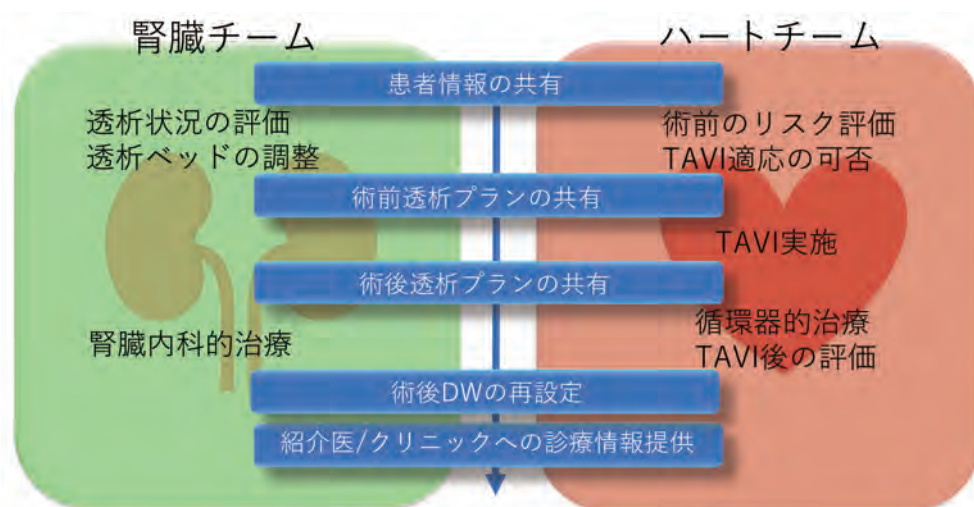 腎臓チーム
ハートチーム
患者情報の共有
透析状況の評価
透析ベッドの調整
術前のリスク評価
TAVI適応の可否
術前透析プランの共有
TAVI実施
術後透析プランの共有
腎臓内科的治療
循環器的治療
TAVI後の評価
術後DWの再設定
紹介医/クリニックへの診療情報提供